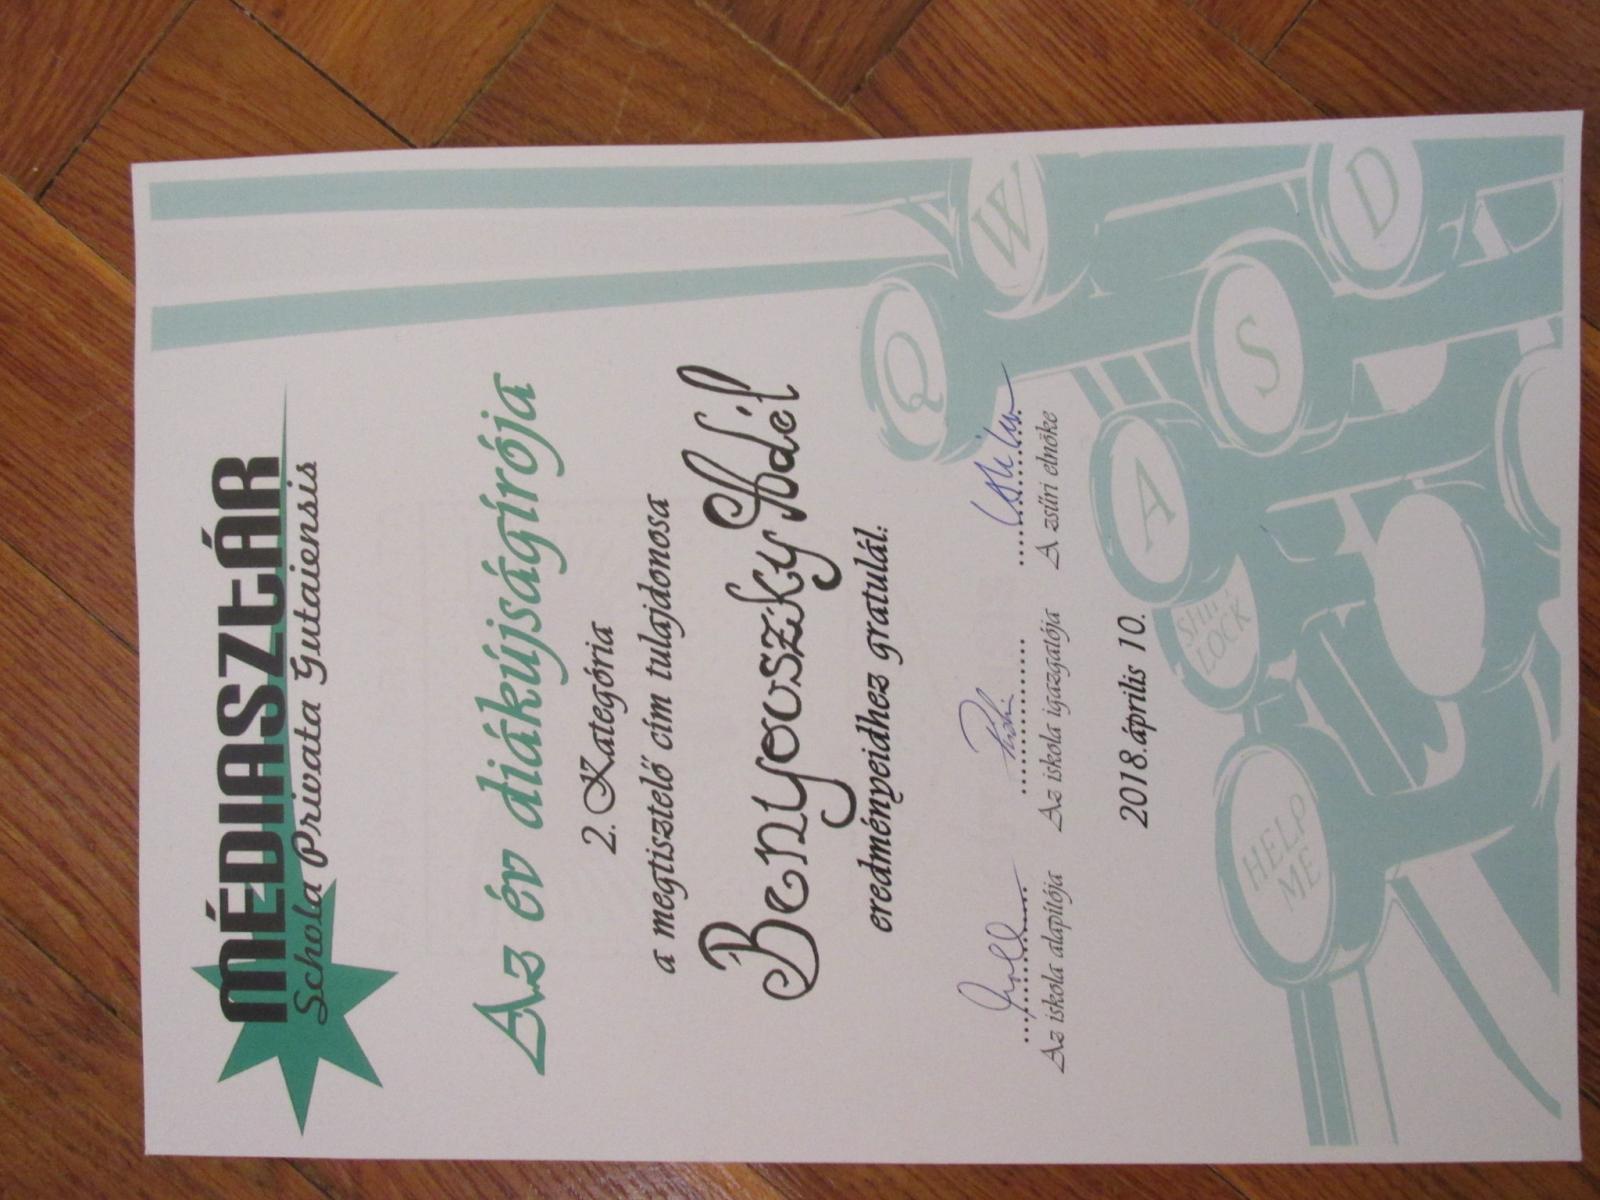 MÉDIASZTÁR
Schola Privata Gutaiensis
Az év diákújságírója
2. Kategória
a megtisztelő cím tulajdonosa
Benyovszky Adél
eredményeidhez gratulál:
Az iskola alapítója Az iskola igazgatója A zsűri elnöke
2018. április 10.
Q W
A S D
SHIFT
LOCK
HELP
ME